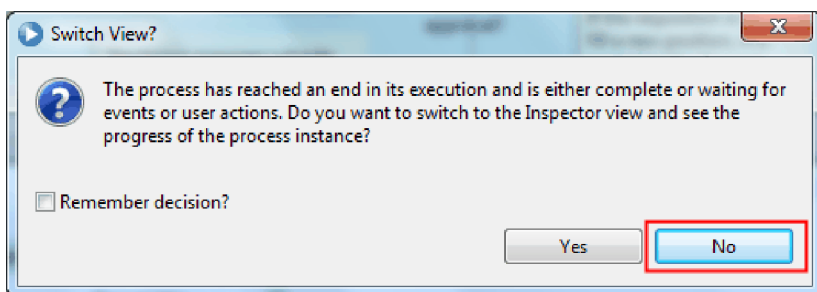 Switch View?
The process has reached an end in its execution and is either complete or waiting for
events or user actions. Do you want to switch to the Inspector view and see the
progress of the process instance?
Remember decision?
Yes
No